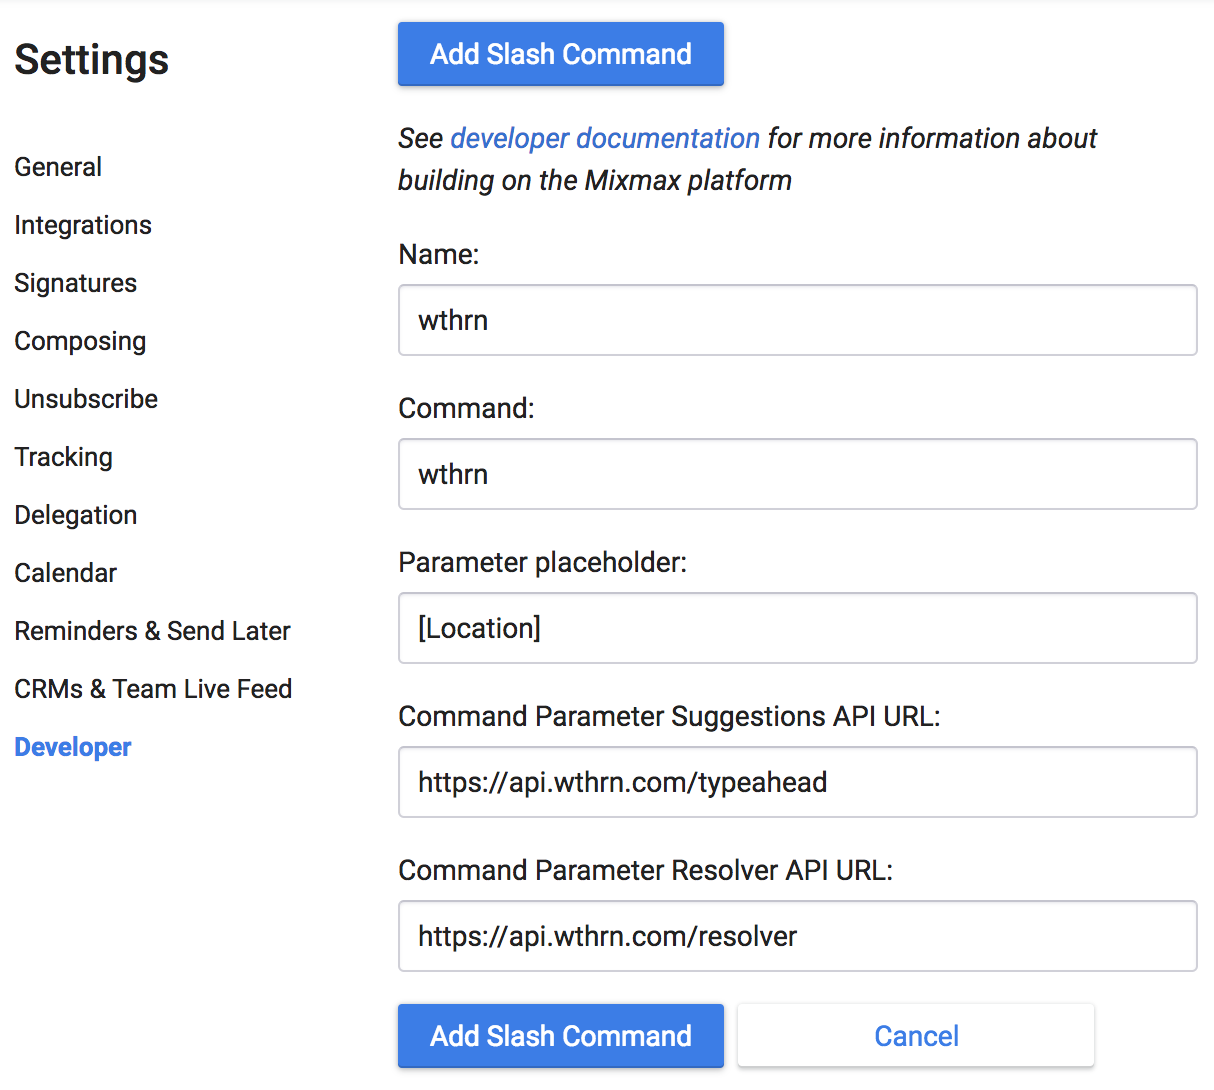 Settings
General
Integrations
Signatures
Composing
Unsubscribe
Tracking
Delegation
Calendar
Reminders & Send Later
CRMs & Team Live Feed
Developer
Add Slash Command
See developer documentation for more information about
building on the Mixmax platform
Name:
wthrn
Command:
wthrn
Parameter placeholder:
[Location]
Command Parameter Suggestions API URL:
https://api.wthrn.com/typeahead
Command Parameter Resolver API URL:
https://api.wthrn.com/resolver
Add Slash Command
Cancel